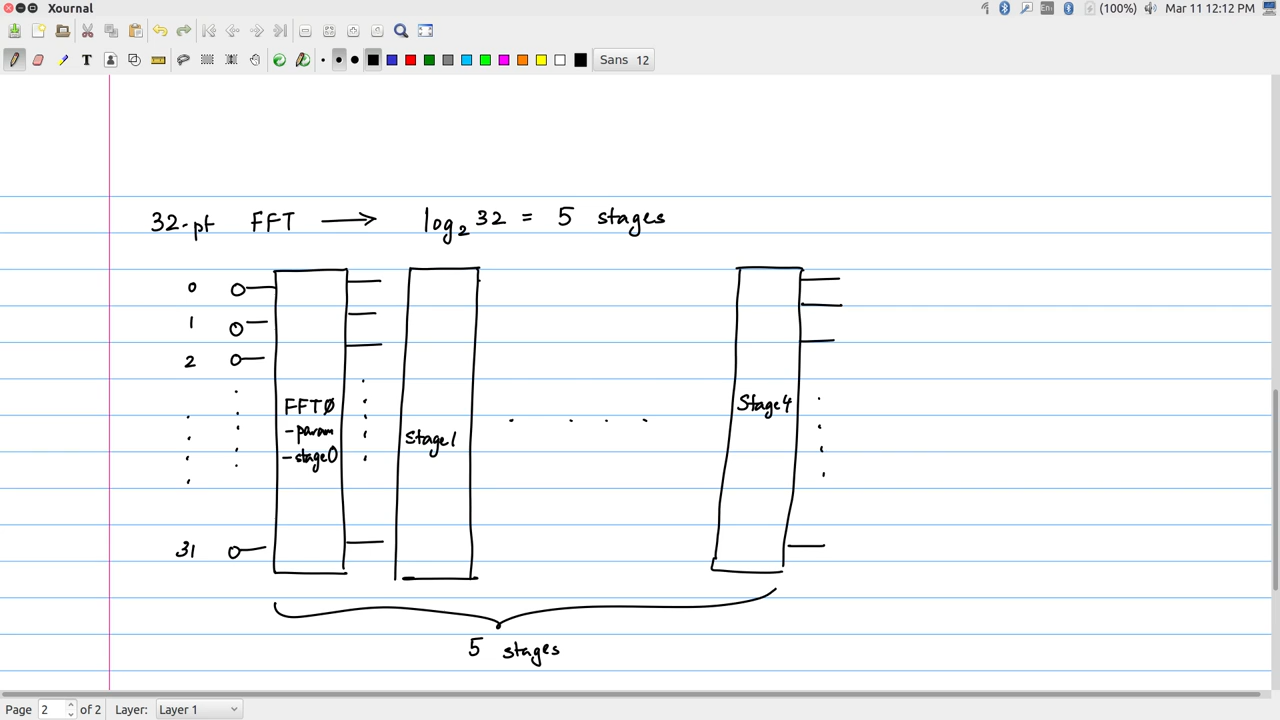 Xournal
En
(100%)
Mar 11 12:12 PM
T
Sans 12
32-pt FFT → log₂ 32 = 5 stages
0
1
2
31
FFT0
-param
-stage0
Stage1
Stage4
5 stages
Page 2 of 2 Layer: Layer 1